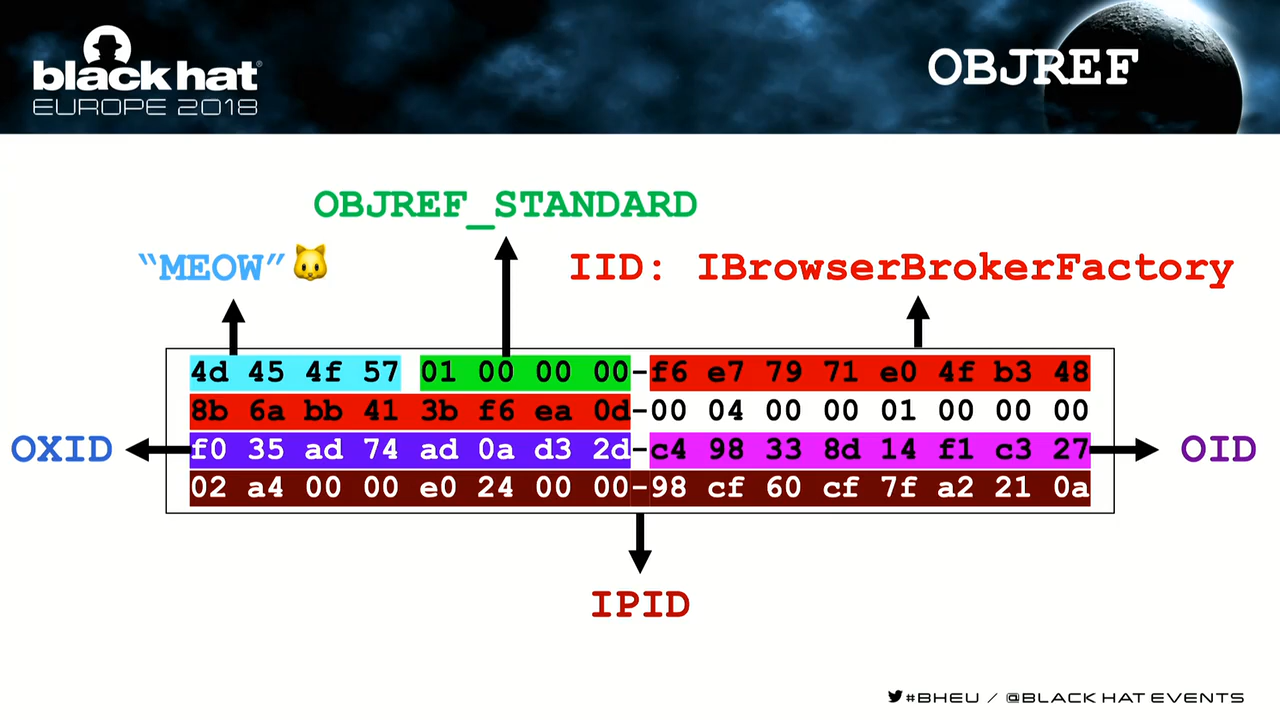 black hat®
EUROPE 2018
OBJREF
OBJREF_STANDARD
“MEOW”🐱
IID: IBrowserBrokerFactory
4d 45 4f 57 01 00 00 00-f6 e7 79 71 e0 4f b3 48
8b 6a bb 41 3b f6 ea 0d-00 04 00 00 01 00 00 00
OXID
f0 35 ad 74 ad 0a d3 2d-c4 98 33 8d 14 f1 c3 27
OID
02 a4 00 00 e0 24 00 00-98 cf 60 cf 7f a2 21 0a
IPID
#BHEU / @BLACK HAT EVENTS